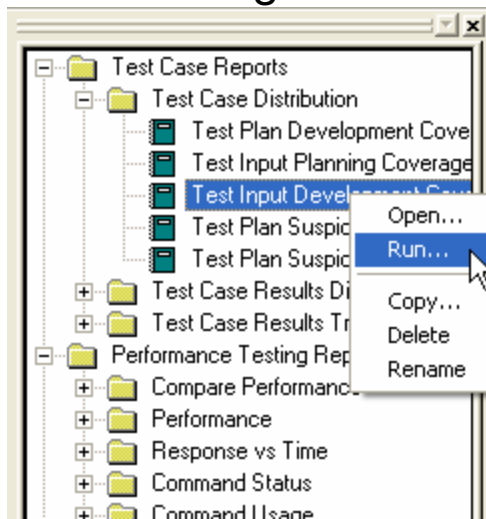 Test Case Reports
Test Case Distribution
Test Plan Development Cove
Test Input Planning Coverage
Test Input Development
Test Plan Suspic
Test Plan Suspic
Test Case Results Di
Test Case Results Tr
Performance Testing Rep
Compare Performanc
Performance
Response vs Time
Command Status
Command Usage
Open...
Run...
Copy...
Delete
Rename